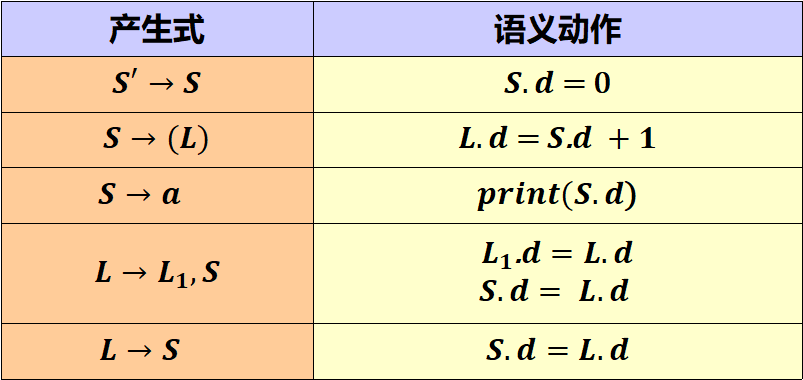 产生式 语义动作
S′ → S S.d = 0
S → (L) L.d = S.d + 1
S → a print(S.d)
L → L₁, S L₁.d = L.d
S.d = L.d
L → S S.d = L.d